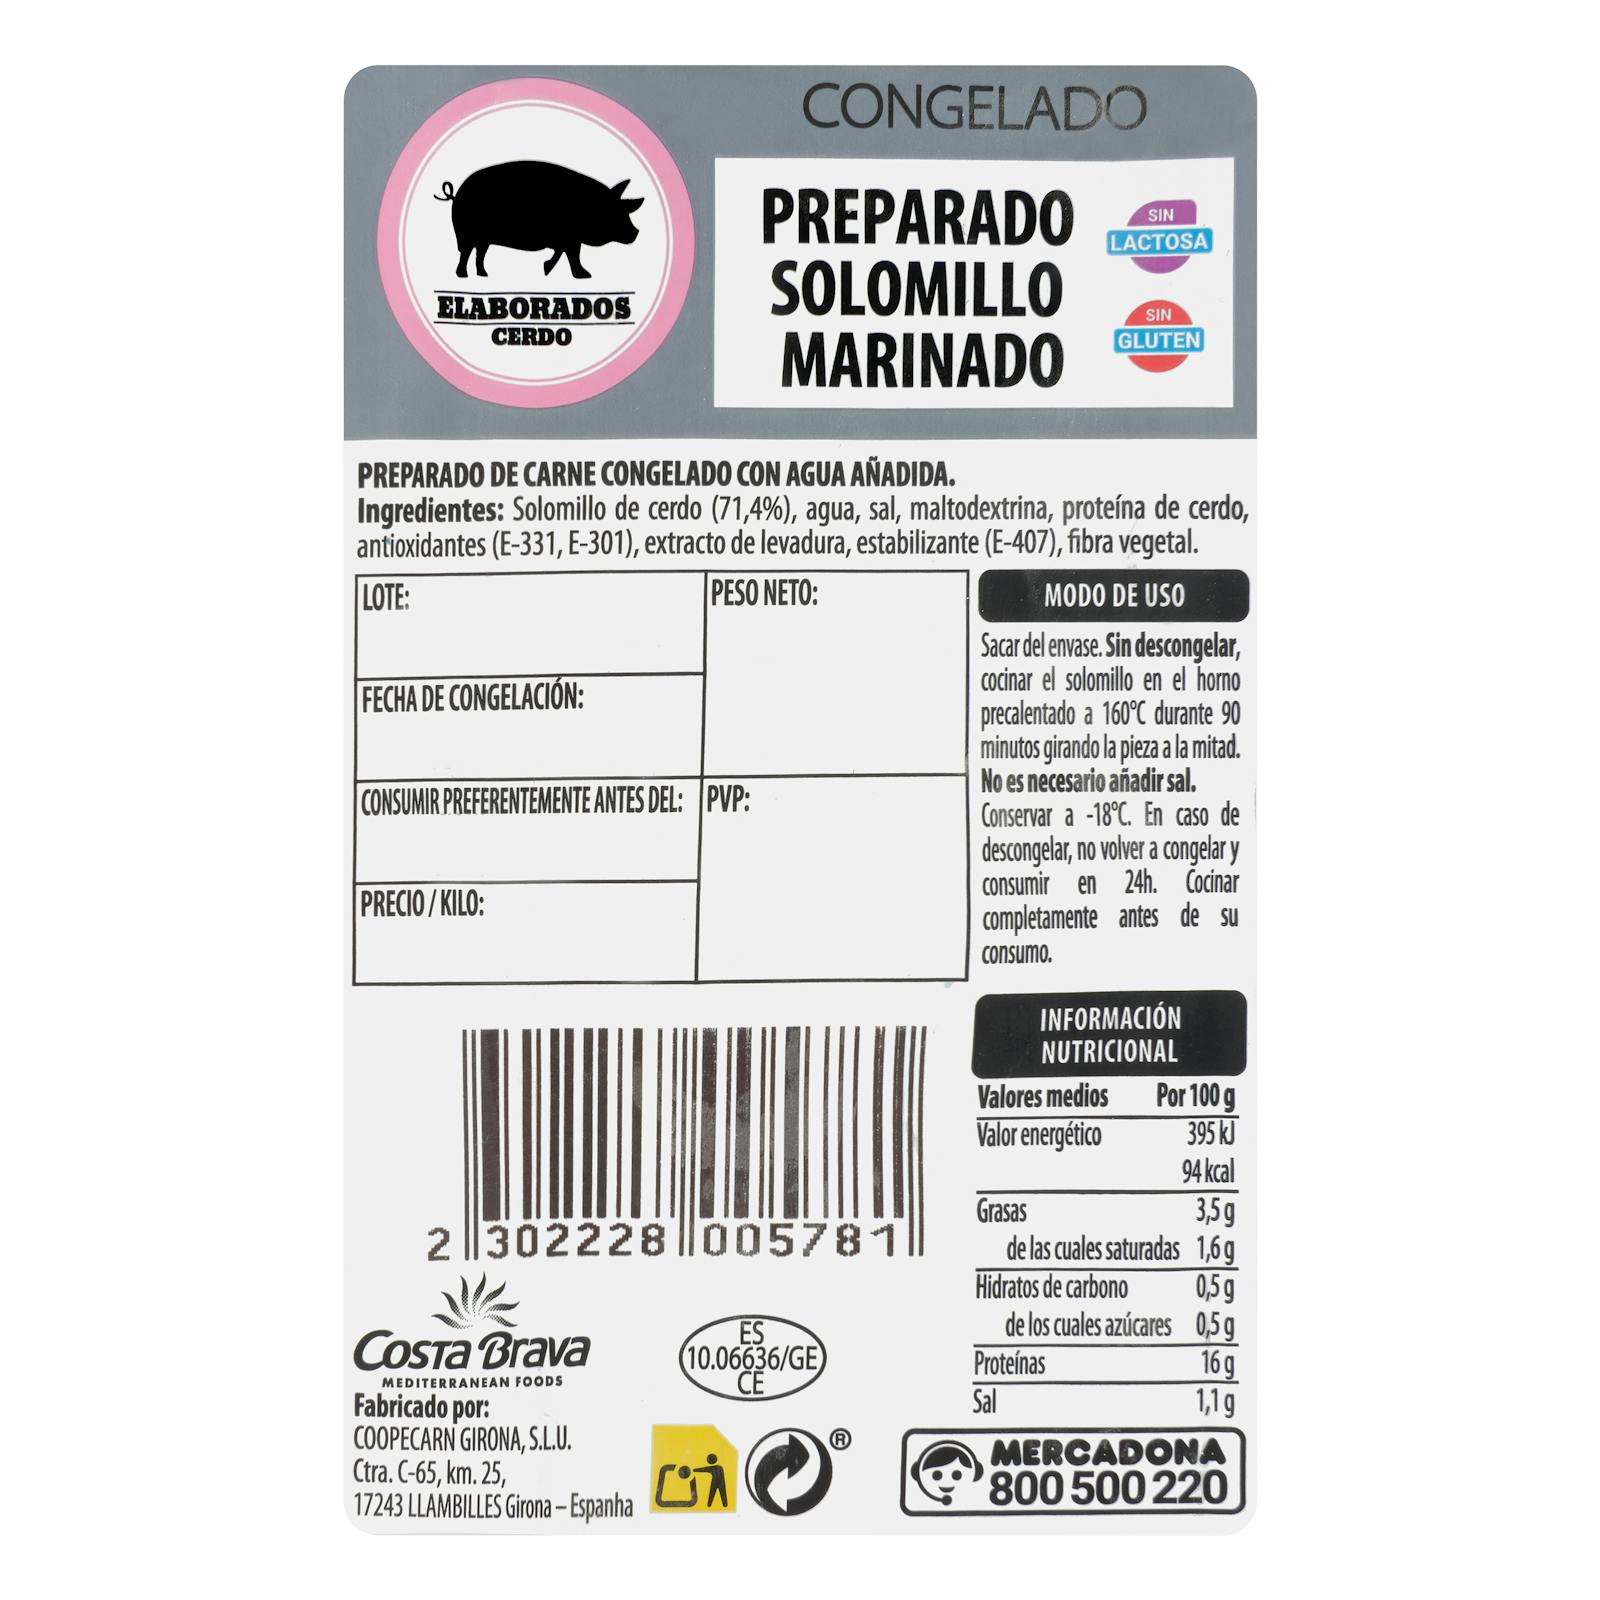 CONGELADO
ELABORADOS
CERDO
PREPARADO
SOLOMILLO
MARINADO
SIN
LACTOSA
SIN
GLUTEN
PREPARADO DE CARNE CONGELADO CON AGUA AÑADIDA.
Ingredientes: Solomillo de cerdo (71,4%), agua, sal, maltodextrina, proteína de cerdo,
antioxidantes (E-331, E-301), extracto de levadura, estabilizante (E-407), fibra vegetal.
LOTE:
PESO NETO:
FECHA DE CONGELACIÓN:
CONSUMIR PREFERENTEMENTE ANTES DEL:
PVP:
PRECIO / KILO:
MODO DE USO
Sacar del envase. Sin descongelar,
cocinar el solomillo en el horno
precalentado a 160°C durante 90
minutos girando la pieza a la mitad.
No es necesario añadir sal.
Conservar a -18°C. En caso de
descongelar, no volver a congelar y
consumir en 24h. Cocinar
completamente antes de su
consumo.
INFORMACIÓN
NUTRICIONAL
Valores medios Por 100 g
Valor energético 395 kJ
94 kcal
Grasas 3,5 g
de las cuales saturadas 1,6 g
Hidratos de carbono 0,5 g
de los cuales azúcares 0,5 g
Proteínas 16 g
Sal 1,1 g
2 302228 005781
Costa Brava
MEDITERRANEAN FOODS
Fabricado por:
COOPECARN GIRONA, S.L.U.
Ctra. C-65, km. 25,
17243 LLAMBILLES Girona – Espanha
ES
10.06636/GE
CE
®
MERCADONA
800 500 220